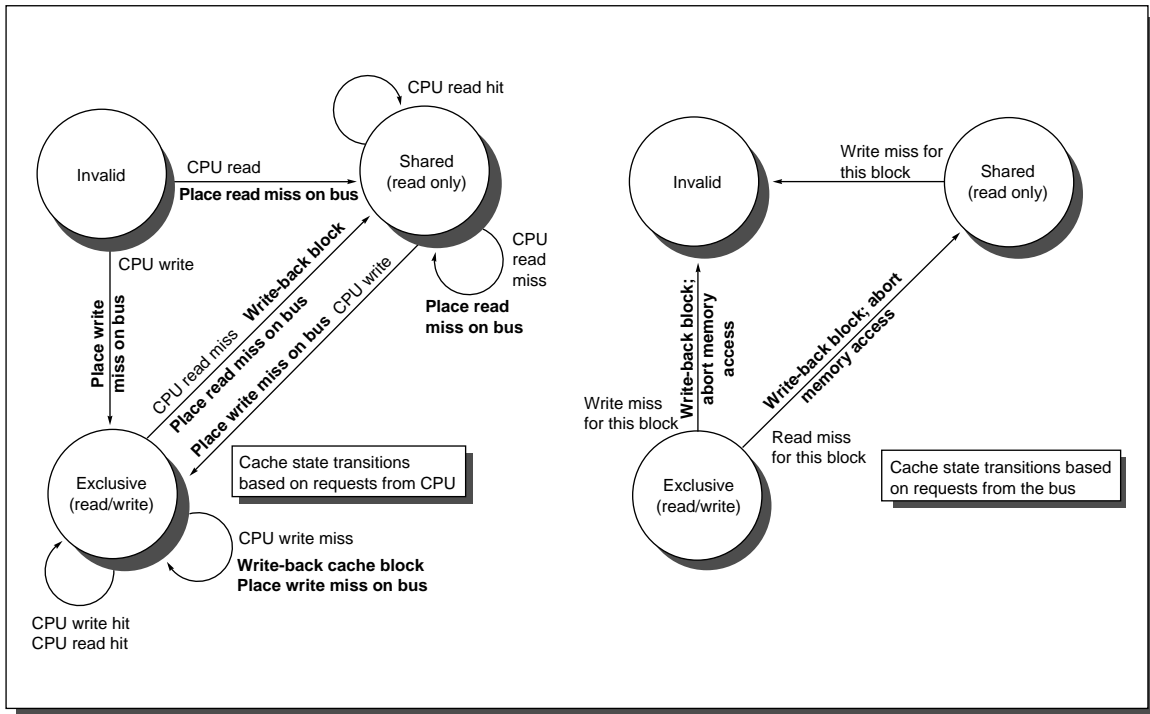 CPU read hit
Invalid
CPU read
Place read miss on bus
Shared
(read only)
CPU write
Place write
miss on bus
CPU read miss
Write-back block
Place read miss on bus
Place write miss on bus
CPU write
CPU
read
miss
Place read
miss on bus
Exclusive
(read/write)
Cache state transitions
based on requests from CPU
CPU write miss
Write-back cache block
Place write miss on bus
CPU write hit
CPU read hit
Invalid
Write miss for
this block
Shared
(read only)
Write-back block;
abort memory
access
Write-back block; abort
memory access
Write miss
for this block
Read miss
for this block
Exclusive
(read/write)
Cache state transitions based
on requests from the bus